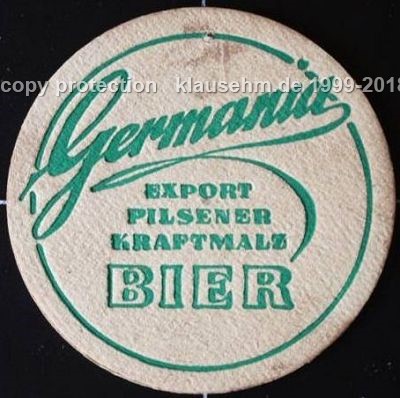 copy protection klausehm.de 1999-2018
Germania
EXPORT
PILSENER
KRAFTMALZ
BIER